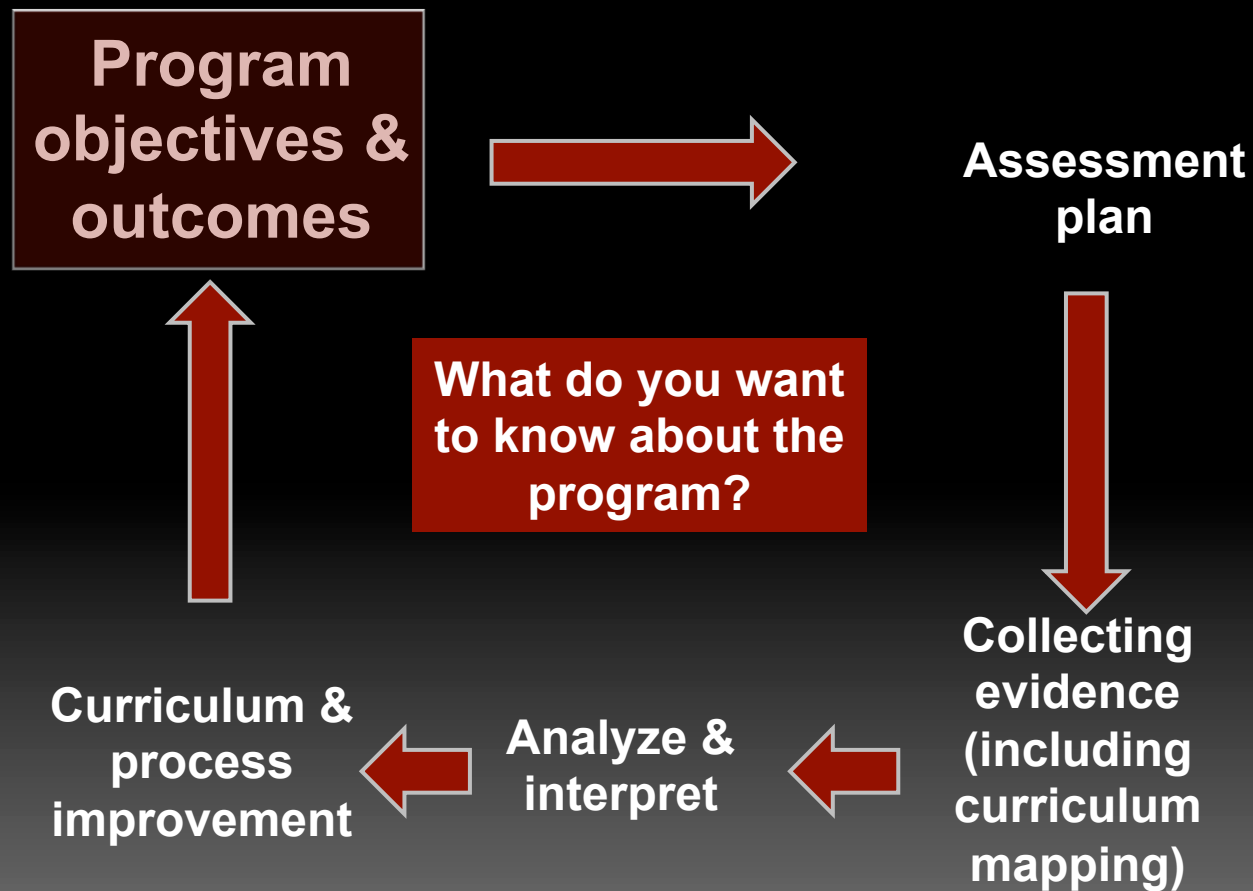 Program
objectives &
outcomes
Assessment
plan
What do you want
to know about the
program?
Collecting
evidence
(including
curriculum
mapping)
Analyze &
interpret
Curriculum &
process
improvement